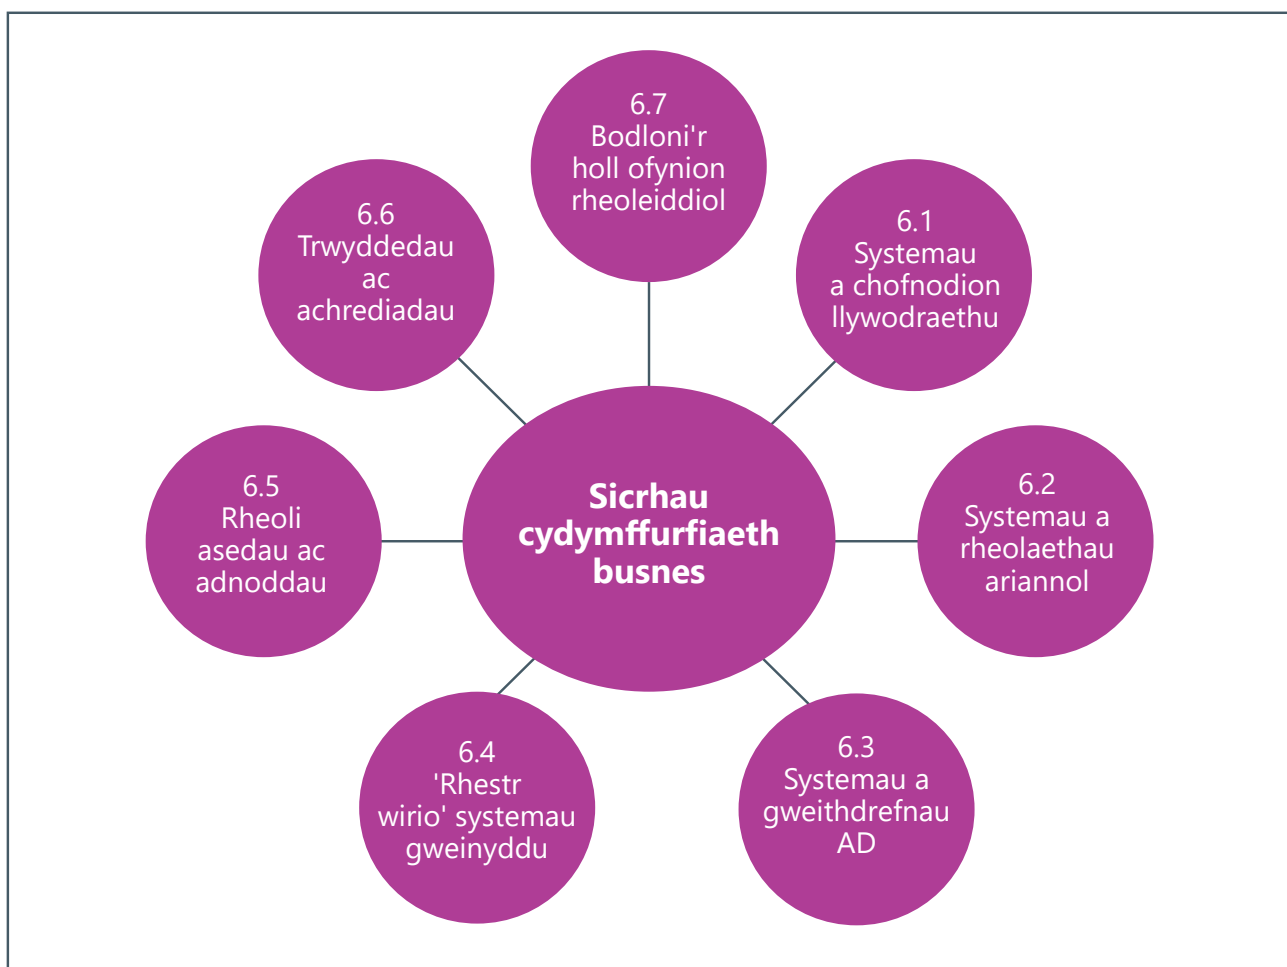 6.7
Bodloni'r
holl ofynion
rheoleiddiol
6.6
Trwyddedau
ac
achrediadau
6.1
Systemau
a chofnodion
llywodraethu
6.5
Rheoli
asedau ac
adnoddau
Sicrhau
cydymffurfiaeth
busnes
6.2
Systemau a
rheolaethau
ariannol
6.4
'Rhestr
wirio' systemau
gweinyddu
6.3
Systemau a
gweithdrefnau
AD